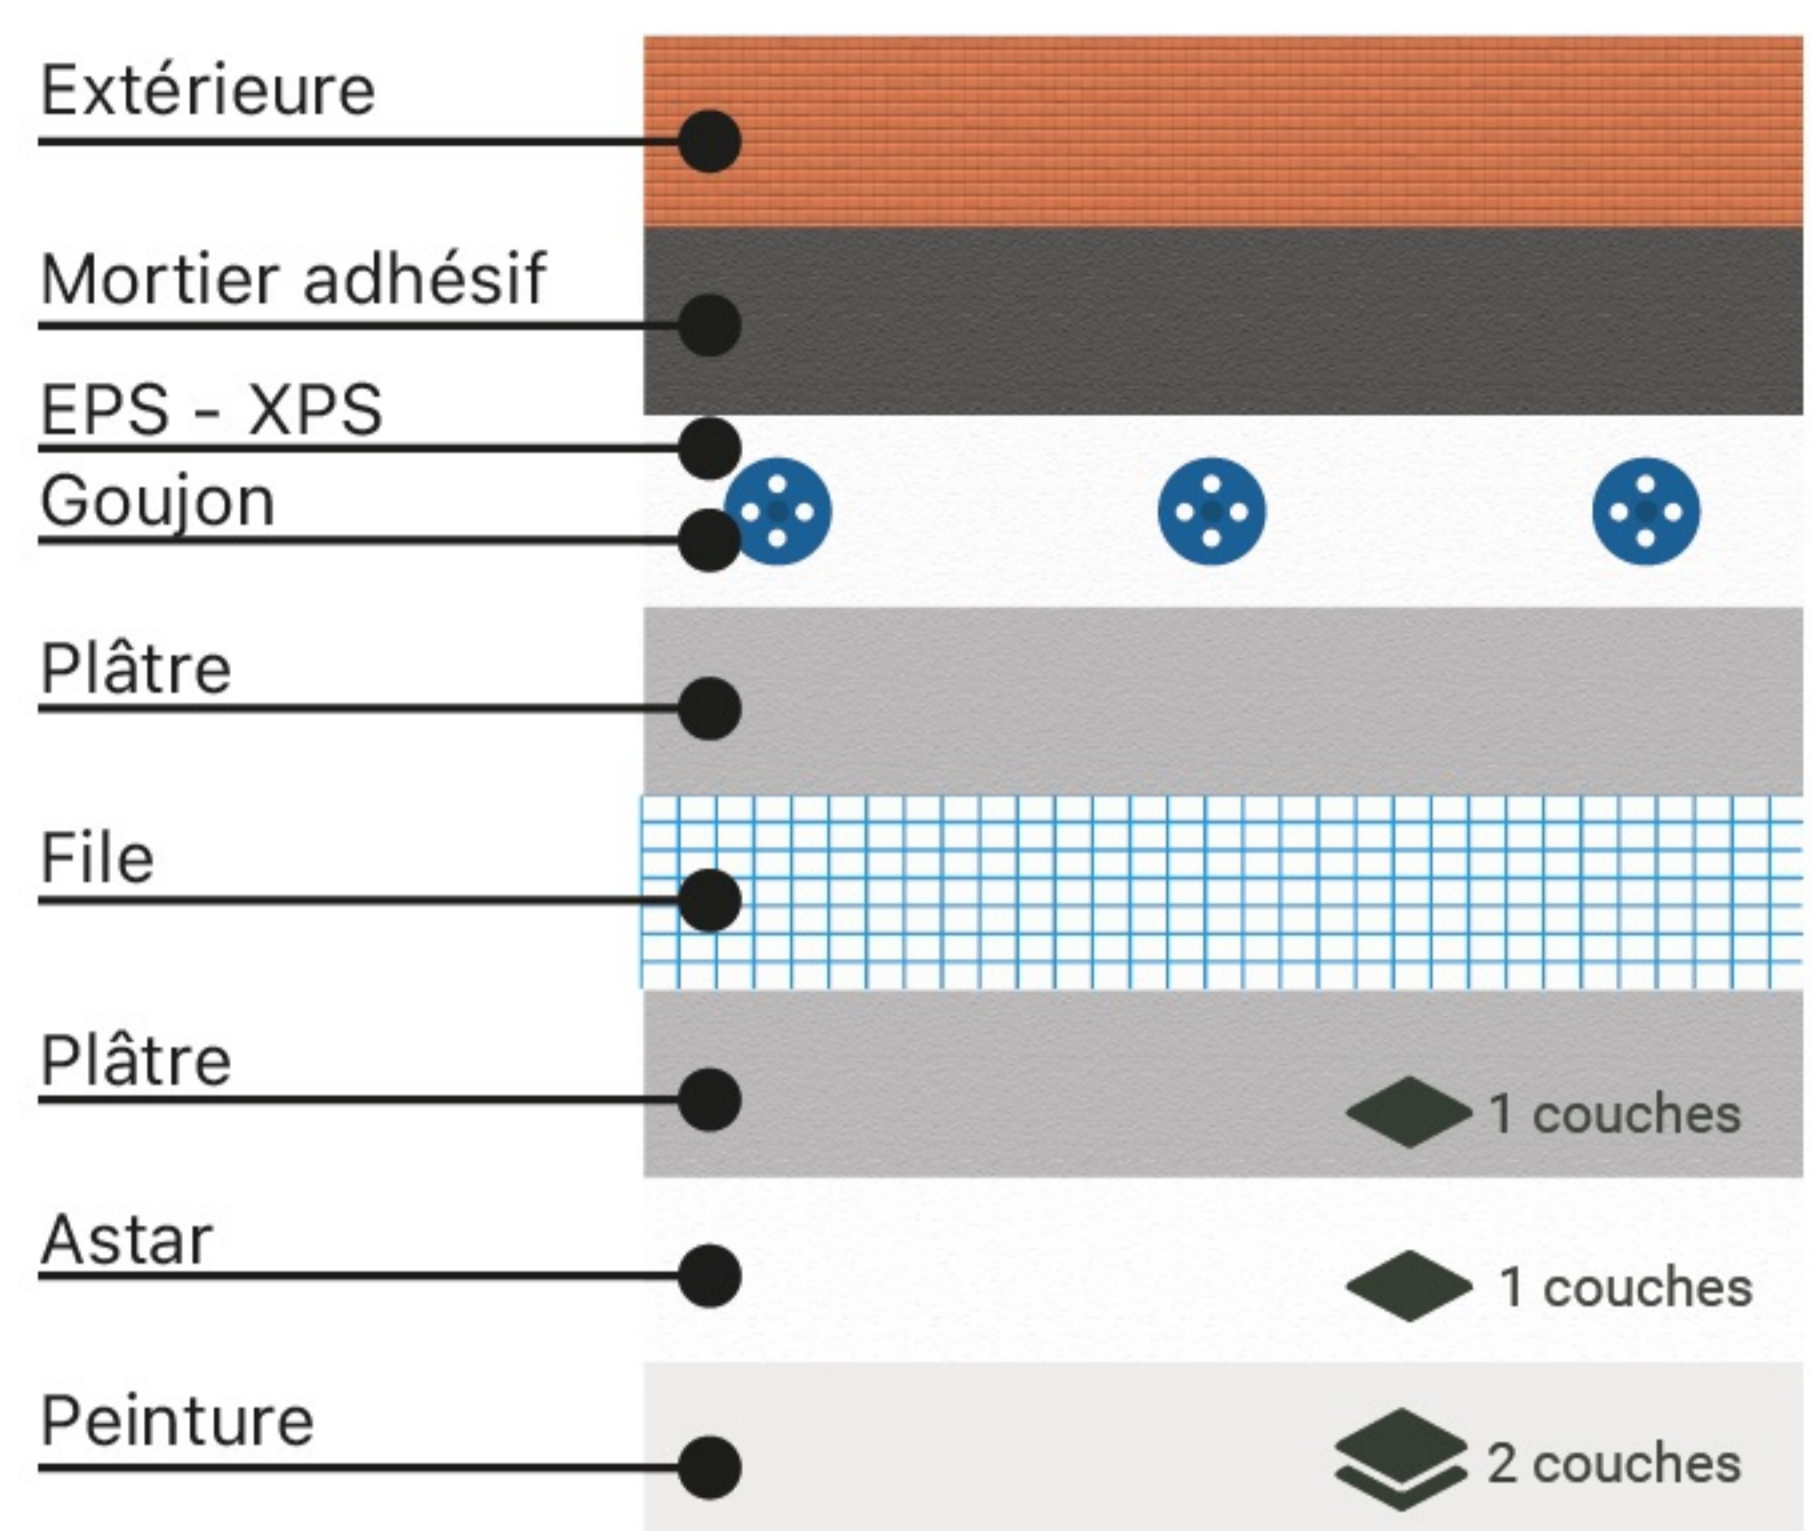 Extérieure
Mortier adhésif
EPS - XPS
Goujon
Plâtre
File
Plâtre
1 couches
Astar
1 couches
Peinture
2 couches